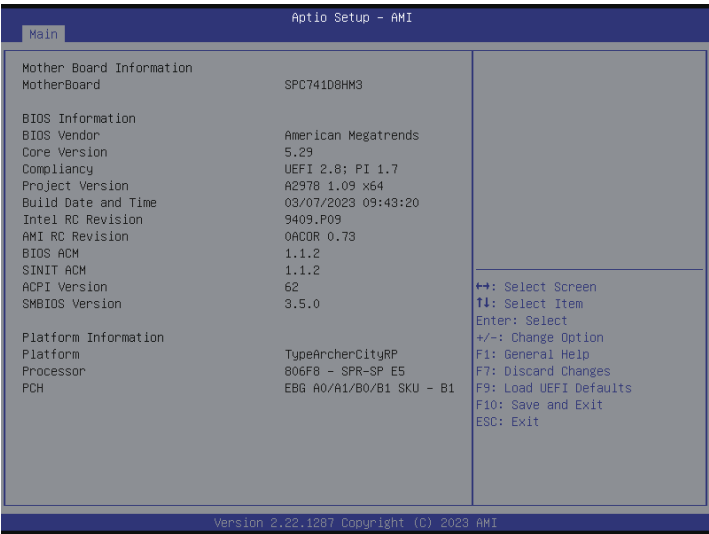 Aptio Setup – AMI
Main
Mother Board Information
MotherBoard SPC741D8HM3
BIOS Information
BIOS Vendor American Megatrends
Core Version 5.29
Compliancy UEFI 2.8; PI 1.7
Project Version A2978 1.09 x64
Build Date and Time 03/07/2023 09:43:20
Intel RC Revision 9409.P09
AMI RC Revision 0ACOR 0.73
BIOS ACM 1.1.2
SINIT ACM 1.1.2
ACPI Version 62
SMBIOS Version 3.5.0
Platform Information
Platform TypeArcherCityRP
Processor 806F8 - SPR-SP E5
PCH EBG A0/A1/B0/B1 SKU - B1
↔: Select Screen
↑↓: Select Item
Enter: Select
+/-: Change Option
F1: General Help
F7: Discard Changes
F9: Load UEFI Defaults
F10: Save and Exit
ESC: Exit
Version 2.22.1287 Copyright (C) 2023 AMI